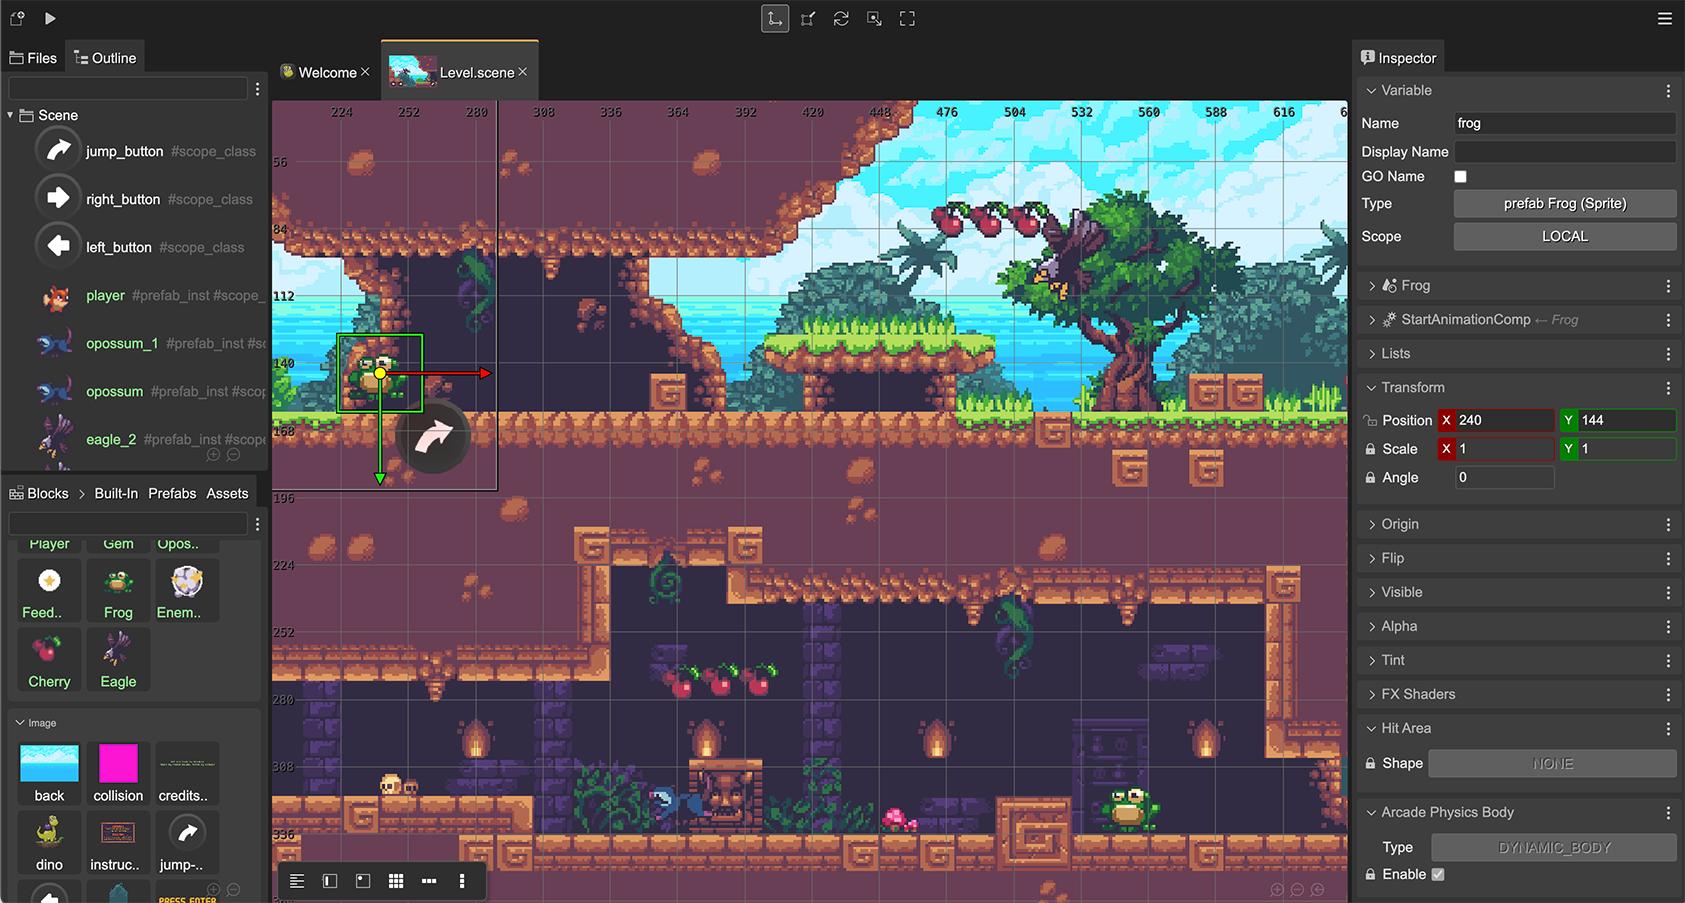 Files
Outline
Welcome
Level.scene
Inspector
Scene
jump_button #scope_class
right_button #scope_class
left_button #scope_class
player #prefab_inst #scope_
opossum_1 #prefab_inst #sc
opossum #prefab_inst #scop
eagle_2 #prefab_inst #scope
Blocks
Built-In Prefabs Assets
Player Gem Opos..
Feed.. Frog Enem..
Cherry Eagle
Image
back collision credits..
dino instruc.. jump-..
PRESS ENTER
224 252 280 308 336 364 392 420 448 476 504 532 560 588 616 6
56
84
112
140
168
196
224
252
280
308
336
Variable
Name frog
Display Name
GO Name
Type prefab Frog (Sprite)
Scope LOCAL
Frog
StartAnimationComp ← Frog
Lists
Transform
Position X 240 Y 144
Scale X 1 Y 1
Angle 0
Origin
Flip
Visible
Alpha
Tint
FX Shaders
Hit Area
Shape NONE
Arcade Physics Body
Type DYNAMIC_BODY
Enable